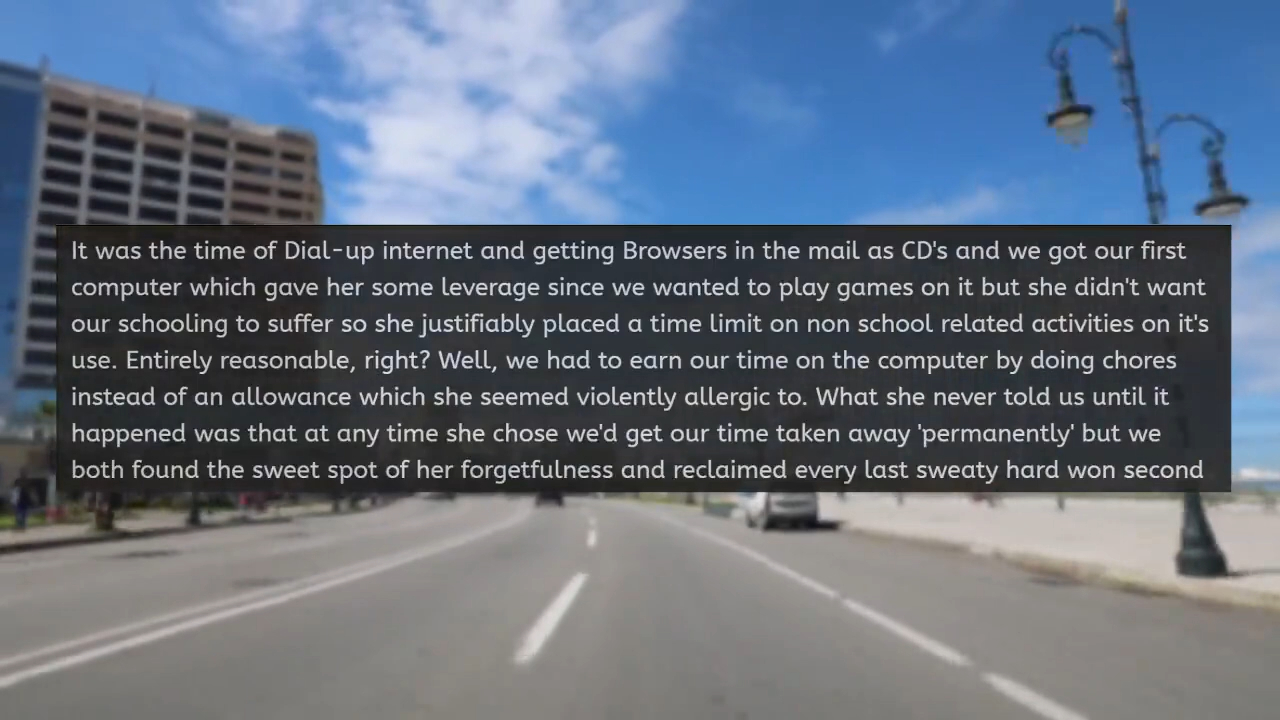 It was the time of Dial-up internet and getting Browsers in the mail as CD's and we got our first
computer which gave her some leverage since we wanted to play games on it but she didn't want
our schooling to suffer so she justifiably placed a time limit on non school related activities on it's
use. Entirely reasonable, right? Well, we had to earn our time on the computer by doing chores
instead of an allowance which she seemed violently allergic to. What she never told us until it
happened was that at any time she chose we'd get our time taken away 'permanently' but we
both found the sweet spot of her forgetfulness and reclaimed every last sweaty hard won second